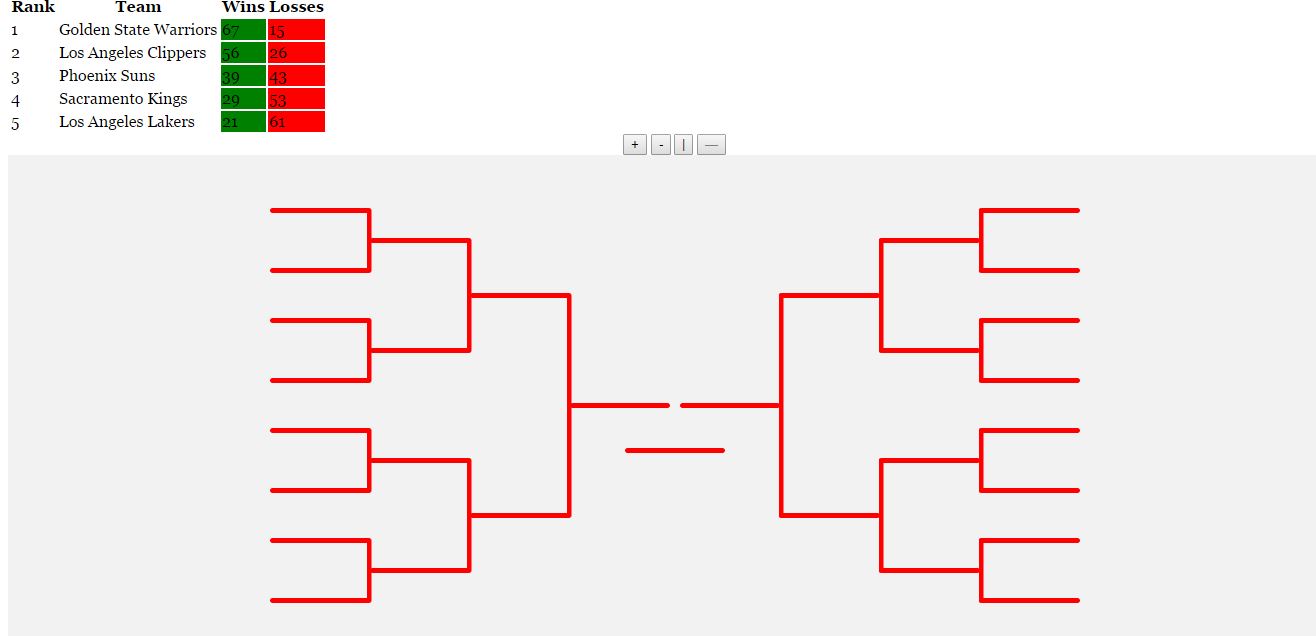 Rank Team Wins Losses
1 Golden State Warriors 67 15
2 Los Angeles Clippers 56 26
3 Phoenix Suns 39 43
4 Sacramento Kings 29 53
5 Los Angeles Lakers 21 61
+ - | —